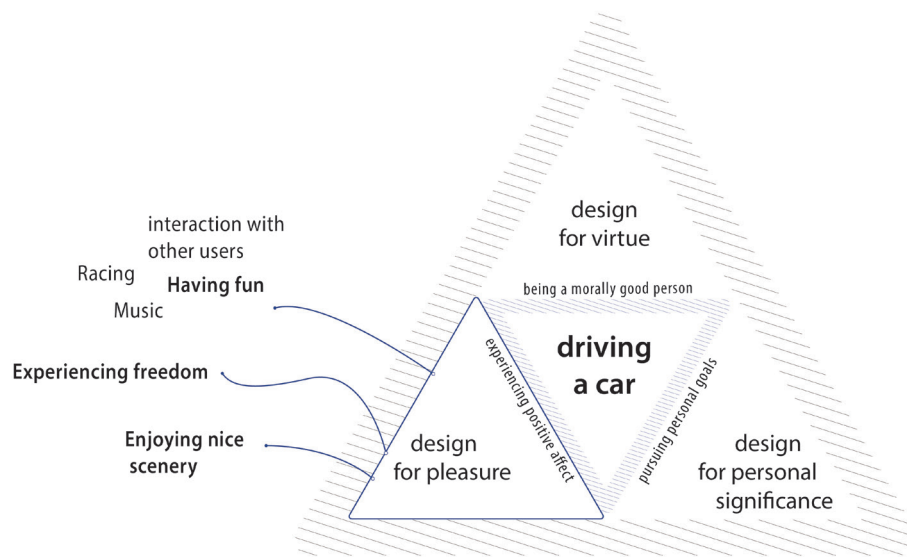 design
for virtue
interaction with
other users
Racing
Having fun
Music
being a morally good person
driving
a car
experiencing positive affect
pursuing personal goals
Experiencing freedom
Enjoying nice
scenery
design
for pleasure
design
for personal
significance